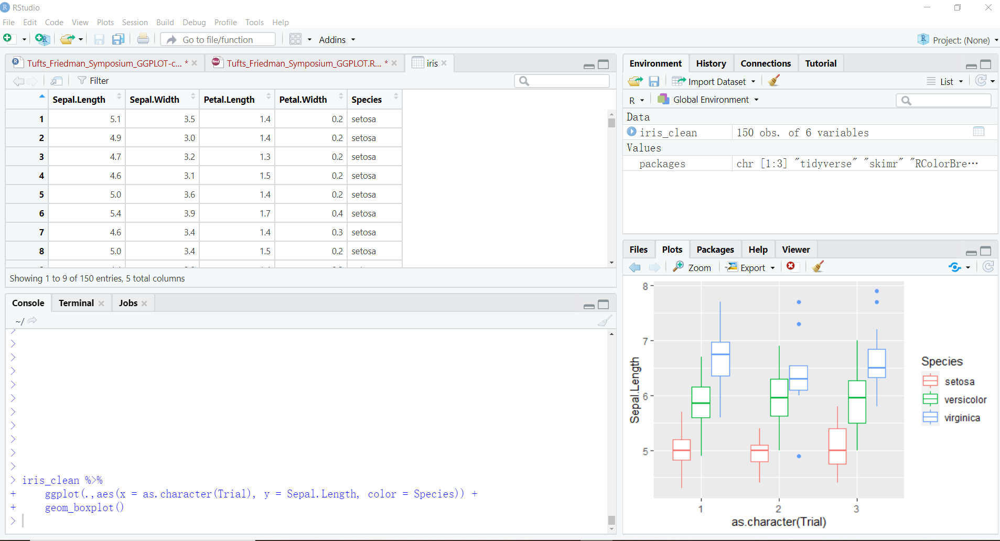 RStudio
File Edit Code View Plots Session Build Debug Profile Tools Help
Go to file/function Addins Project: (None)
Tufts_Friedman_Symposium_GGPLOT-c... * Tufts_Friedman_Symposium_GGPLOT.R... * iris
Filter
Sepal.Length Sepal.Width Petal.Length Petal.Width Species
1 5.1 3.5 1.4 0.2 setosa
2 4.9 3.0 1.4 0.2 setosa
3 4.7 3.2 1.3 0.2 setosa
4 4.6 3.1 1.5 0.2 setosa
5 5.0 3.6 1.4 0.2 setosa
6 5.4 3.9 1.7 0.4 setosa
7 4.6 3.4 1.4 0.3 setosa
8 5.0 3.4 1.5 0.2 setosa
Showing 1 to 9 of 150 entries, 5 total columns
Console Terminal Jobs
~/
>
>
>
>
>
>
>
>
>
>
>
> iris_clean %>%
+ ggplot(.,aes(x = as.character(Trial), y = Sepal.Length, color = Species)) +
+ geom_boxplot()
>
Environment History Connections Tutorial
Import Dataset List
R Global Environment
Data
iris_clean 150 obs. of 6 variables
Values
packages chr [1:3] "tidyverse" "skimr" "RColorBre…
Files Plots Packages Help Viewer
Zoom Export
8
7
6
5
Sepal.Length
1 2 3
as.character(Trial)
Species
setosa
versicolor
virginica